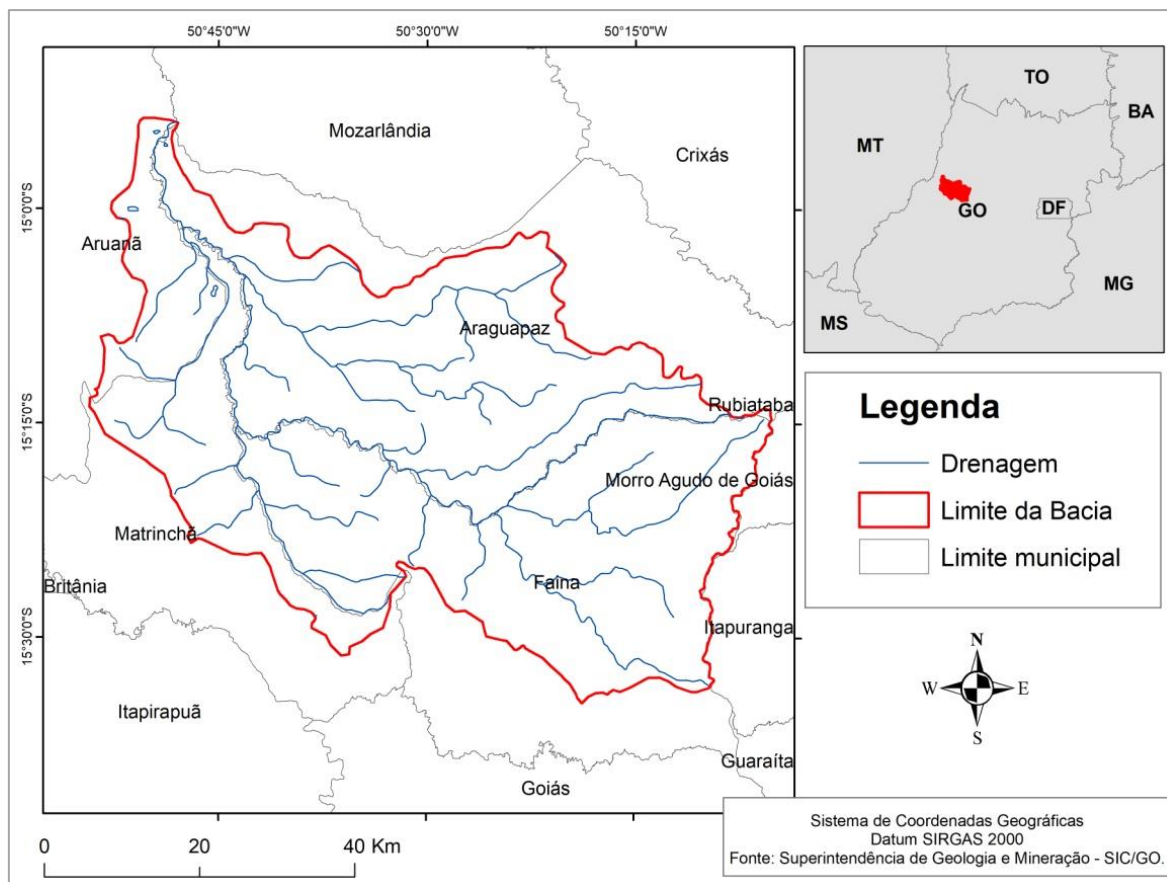 50°45'0"W
50°30'0"W
50°15'0"W
15°0'0"S
15°15'0"S
15°30'0"S
Mozarlândia
Crixás
Aruanã
Araguapaz
Rubiataba
Morro Agudo de Goiás
Matrinchã
Britânia
Faina
Itapuranga
Itapirapuã
Guaraíta
Goiás
0
20
40 Km
TO
BA
MT
GO
DF
MG
MS
Legenda
Drenagem
Limite da Bacia
Limite municipal
N
W
E
S
Sistema de Coordenadas Geográficas
Datum SIRGAS 2000
Fonte: Superintendência de Geologia e Mineração - SIC/GO.